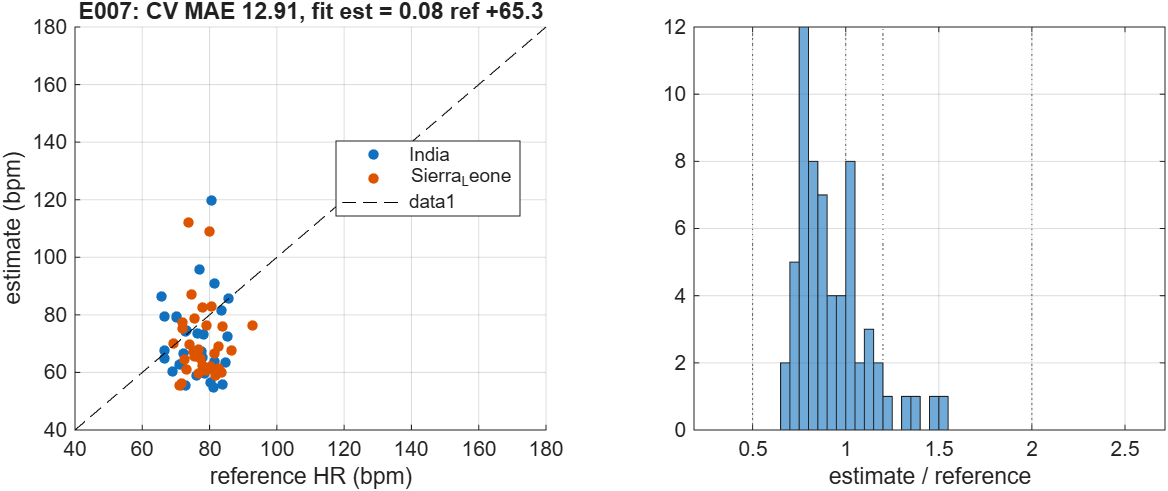 E007: CV MAE 12.91, fit est = 0.08 ref +65.3
180
160
140
120
100
80
60
40
40 60 80 100 120 140 160 180
estimate (bpm)
reference HR (bpm)
India
Sierra_Leone
data1
12
10
8
6
4
2
0
0.5 1 1.5 2 2.5
estimate / reference